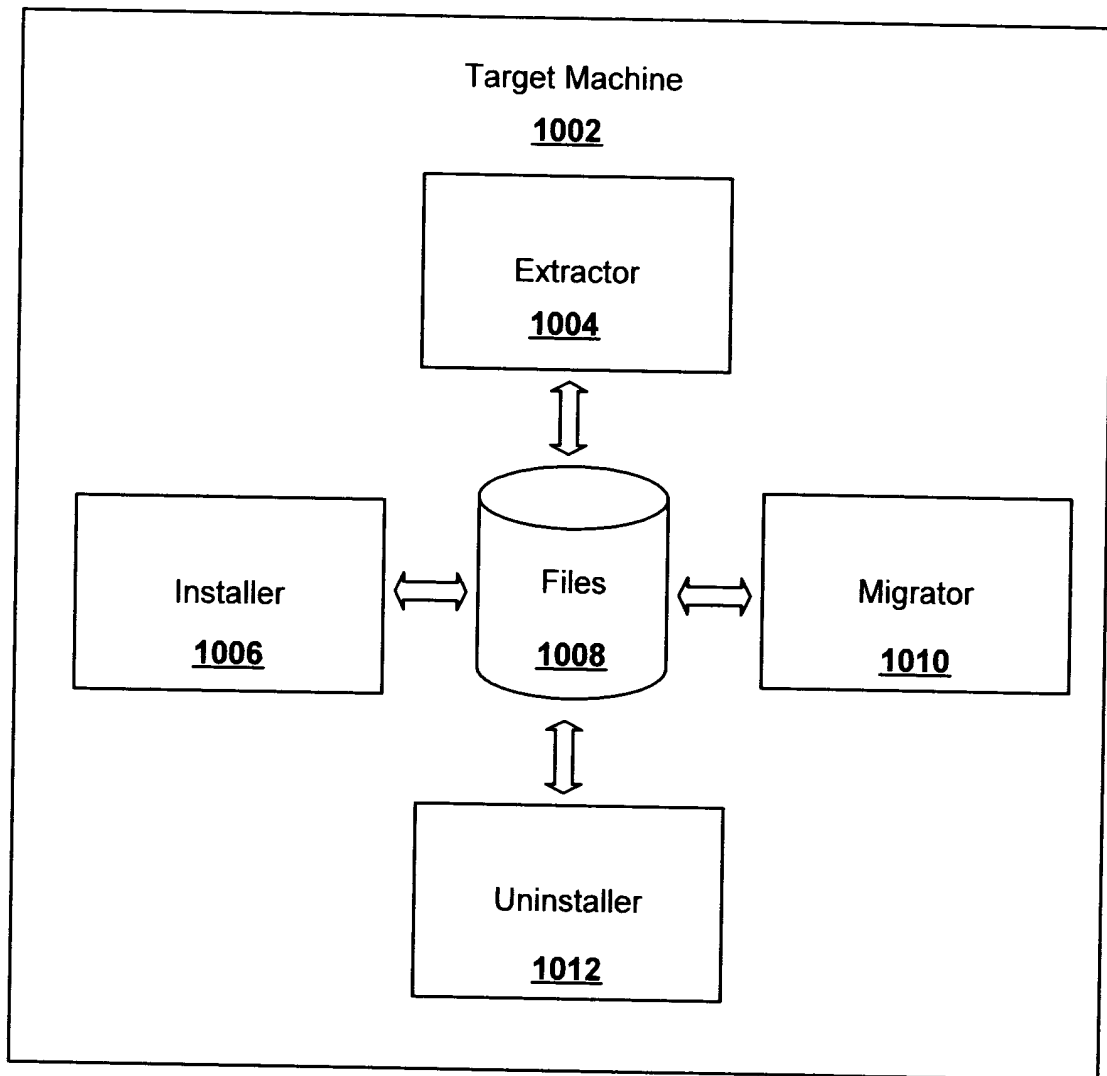 Target Machine
1002
Extractor
1004
Installer
1006
Files
1008
Migrator
1010
Uninstaller
1012